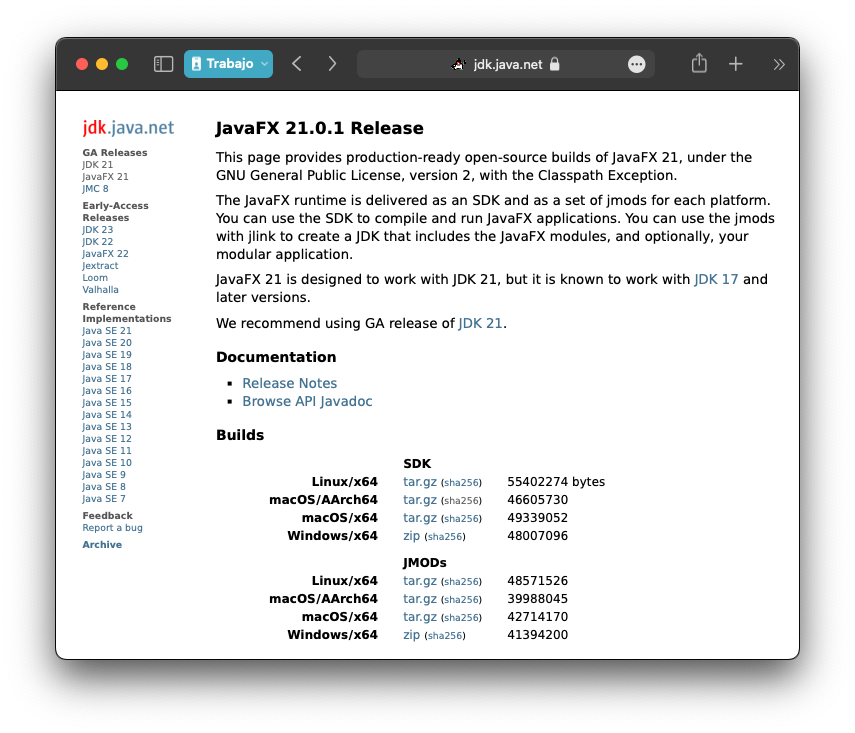 Trabajo
jdk.java.net
jdk.java.net
GA Releases
JDK 21
JavaFX 21
JMC 8
Early-Access
Releases
JDK 23
JDK 22
JavaFX 22
Jextract
Loom
Valhalla
Reference
Implementations
Java SE 21
Java SE 20
Java SE 19
Java SE 18
Java SE 17
Java SE 16
Java SE 15
Java SE 14
Java SE 13
Java SE 12
Java SE 11
Java SE 10
Java SE 9
Java SE 8
Java SE 7
Feedback
Report a bug
Archive
JavaFX 21.0.1 Release
This page provides production-ready open-source builds of JavaFX 21, under the
GNU General Public License, version 2, with the Classpath Exception.
The JavaFX runtime is delivered as an SDK and as a set of jmods for each platform.
You can use the SDK to compile and run JavaFX applications. You can use the jmods
with jlink to create a JDK that includes the JavaFX modules, and optionally, your
modular application.
JavaFX 21 is designed to work with JDK 21, but it is known to work with JDK 17 and
later versions.
We recommend using GA release of JDK 21.
Documentation
Release Notes
Browse API Javadoc
Builds
SDK
Linux/x64 tar.gz (sha256) 55402274 bytes
macOS/AArch64 tar.gz (sha256) 46605730
macOS/x64 tar.gz (sha256) 49339052
Windows/x64 zip (sha256) 48007096
JMODs
Linux/x64 tar.gz (sha256) 48571526
macOS/AArch64 tar.gz (sha256) 39988045
macOS/x64 tar.gz (sha256) 42714170
Windows/x64 zip (sha256) 41394200